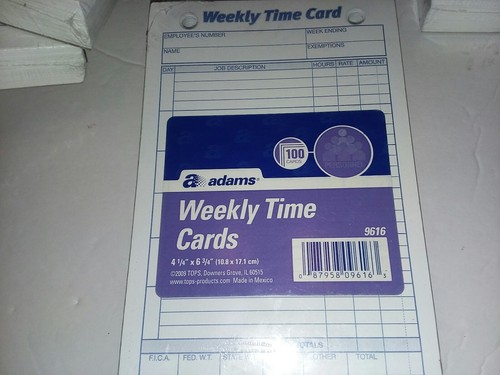 Weekly Time Card
EMPLOYEE'S NUMBER WEEK ENDING
NAME EXEMPTIONS
DAY JOB DESCRIPTION HOURS RATE AMOUNT
100
CARDS
a adams®
Weekly Time
Cards
9616
4 1/4" x 6 3/4" (10.8 x 17.1 cm)
©2009 TOPS, Downers Grove, IL 60515
www.tops-products.com Made in Mexico
0 87958 09616
TOTALS
F.I.C.A. FED. W.T. STATE OTHER TOTAL